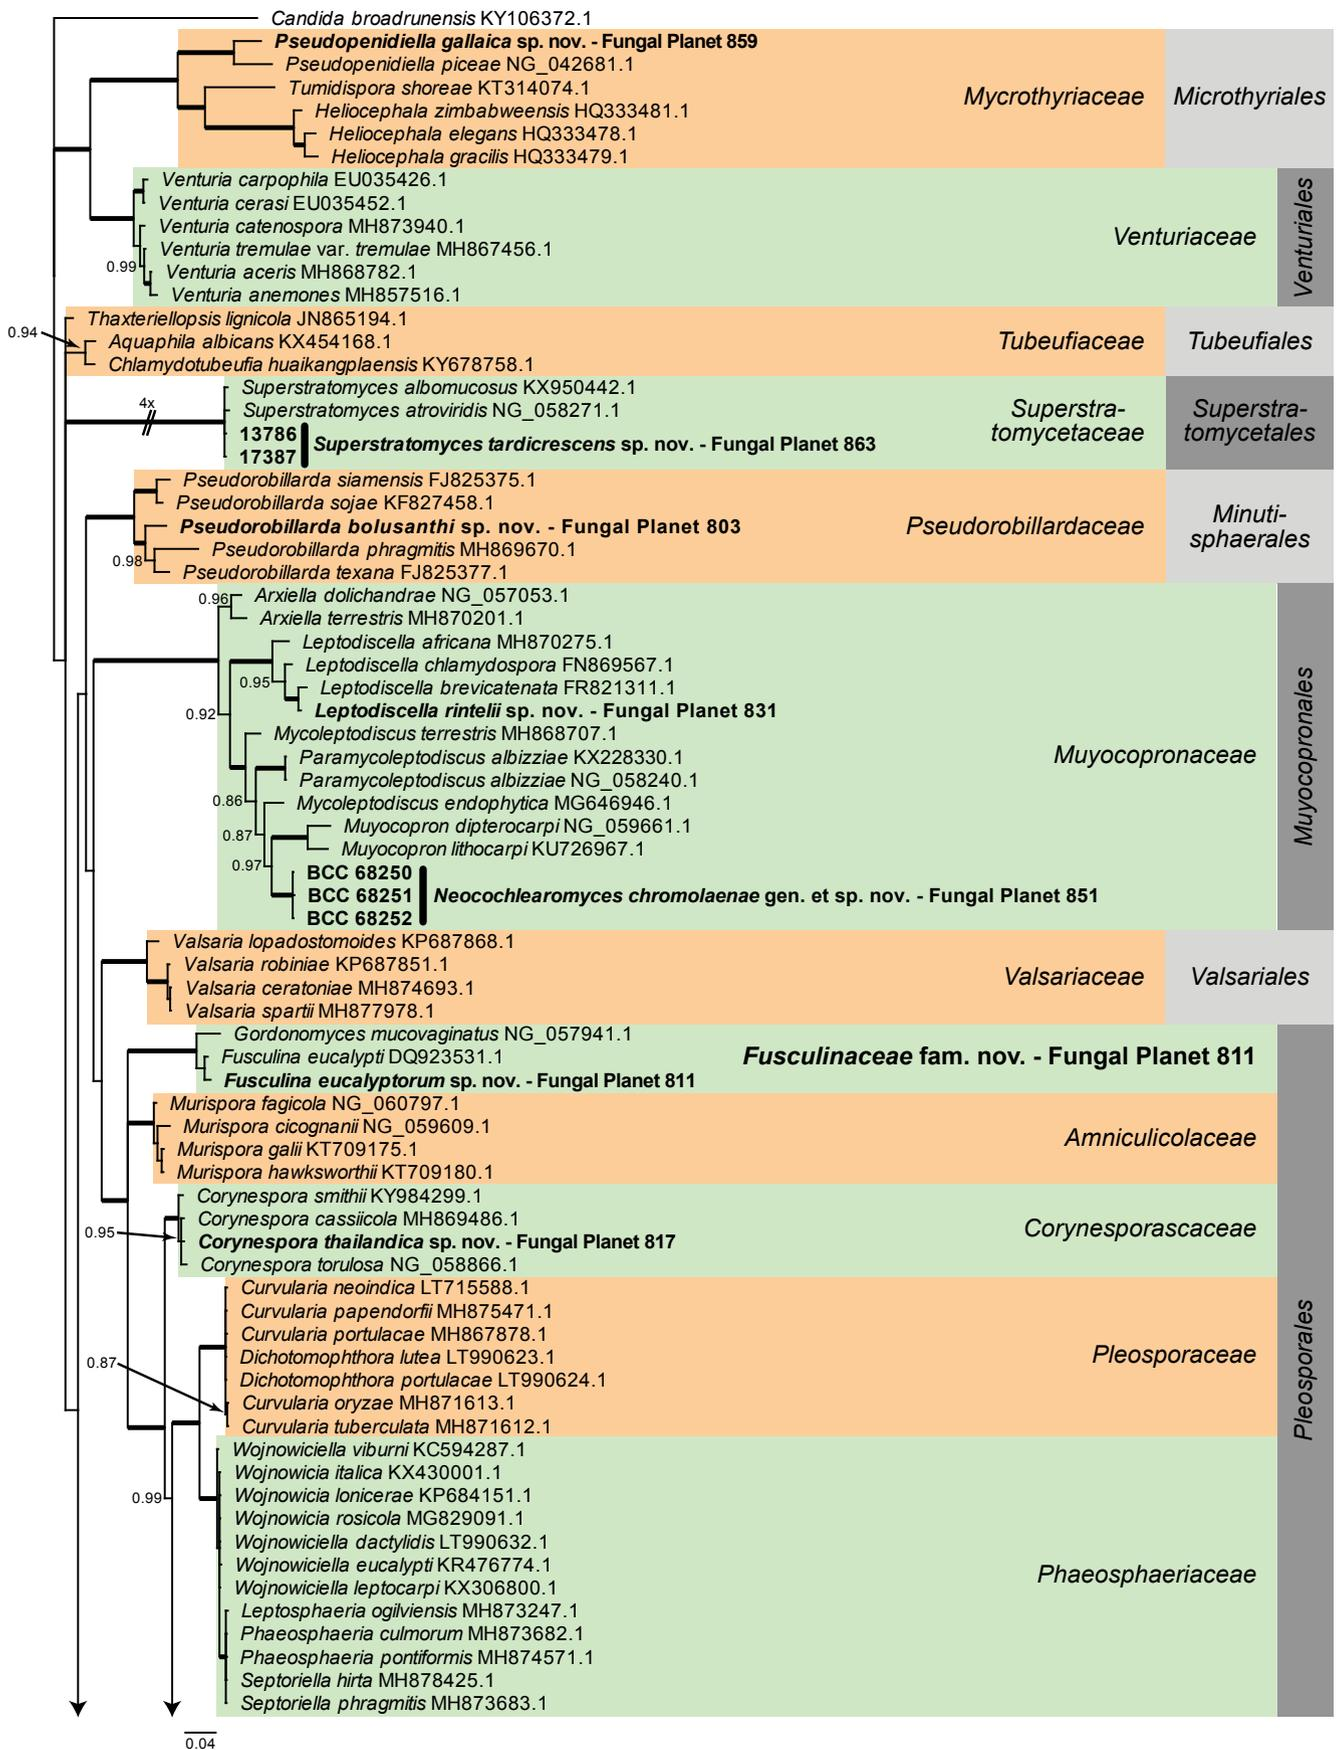 Candida broadrunensis KY106372.1
Pseudopenidiella gallaica sp. nov. - Fungal Planet 859
Pseudopenidiella piceae NG_042681.1
Tumidispora shoreae KT314074.1
Heliocephala zimbabweensis HQ333481.1
Heliocephala elegans HQ333478.1
Heliocephala gracilis HQ333479.1
Mycrothyriaceae
Microthyriales
Venturia carpophila EU035426.1
Venturia cerasi EU035452.1
Venturia catenospora MH873940.1
Venturia tremulae var. tremulae MH867456.1
Venturia aceris MH868782.1
Venturia anemones MH857516.1
0.99
Venturiaceae
Venturiales
Thaxteriellopsis lignicola JN865194.1
Aquaphila albicans KX454168.1
Chlamydotubeufia huaikangplaensis KY678758.1
0.94
Tubeufiaceae
Tubeufiales
Superstratomyces albomucosus KX950442.1
Superstratomyces atroviridis NG_058271.1
13786
17387
Superstratomyces tardicrescens sp. nov. - Fungal Planet 863
4x
Superstra-
tomycetaceae
Superstra-
tomycetales
Pseudorobillarda siamensis FJ825375.1
Pseudorobillarda sojae KF827458.1
Pseudorobillarda bolusanthi sp. nov. - Fungal Planet 803
Pseudorobillarda phragmitis MH869670.1
Pseudorobillarda texana FJ825377.1
0.98
Pseudorobillardaceae
Minuti-
sphaerales
Arxiella dolichandrae NG_057053.1
Arxiella terrestris MH870201.1
Leptodiscella africana MH870275.1
Leptodiscella chlamydospora FN869567.1
Leptodiscella brevicatenata FR821311.1
Leptodiscella rintelii sp. nov. - Fungal Planet 831
Mycoleptodiscus terrestris MH868707.1
Paramycoleptodiscus albizziae KX228330.1
Paramycoleptodiscus albizziae NG_058240.1
Mycoleptodiscus endophytica MG646946.1
Muyocopron dipterocarpi NG_059661.1
Muyocopron lithocarpi KU726967.1
BCC 68250
BCC 68251
BCC 68252
Neocochlearomyces chromolaenae gen. et sp. nov. - Fungal Planet 851
0.96
0.95
0.92
0.86
0.87
0.97
Muyocopronaceae
Muyocopronales
Valsaria lopadostomoides KP687868.1
Valsaria robiniae KP687851.1
Valsaria ceratoniae MH874693.1
Valsaria spartii MH877978.1
Valsariaceae
Valsariales
Gordonomyces mucovaginatus NG_057941.1
Fusculina eucalypti DQ923531.1
Fusculina eucalyptorum sp. nov. - Fungal Planet 811
Fusculinaceae fam. nov. - Fungal Planet 811
Murispora fagicola NG_060797.1
Murispora cicognanii NG_059609.1
Murispora galii KT709175.1
Murispora hawksworthii KT709180.1
Amniculicolaceae
Corynespora smithii KY984299.1
Corynespora cassiicola MH869486.1
Corynespora thailandica sp. nov. - Fungal Planet 817
Corynespora torulosa NG_058866.1
0.95
Corynesporascaceae
Curvularia neoindica LT715588.1
Curvularia papendorfii MH875471.1
Curvularia portulacae MH867878.1
Dichotomophthora lutea LT990623.1
Dichotomophthora portulacae LT990624.1
Curvularia oryzae MH871613.1
Curvularia tuberculata MH871612.1
0.87
Pleosporaceae
Pleosporales
Wojnowiciella viburni KC594287.1
Wojnowicia italica KX430001.1
Wojnowicia lonicerae KP684151.1
Wojnowicia rosicola MG829091.1
Wojnowiciella dactylidis LT990632.1
Wojnowiciella eucalypti KR476774.1
Wojnowiciella leptocarpi KX306800.1
Leptosphaeria ogilviensis MH873247.1
Phaeosphaeria culmorum MH873682.1
Phaeosphaeria pontiformis MH874571.1
Septoriella hirta MH878425.1
Septoriella phragmitis MH873683.1
0.99
Phaeosphaeriaceae
0.04